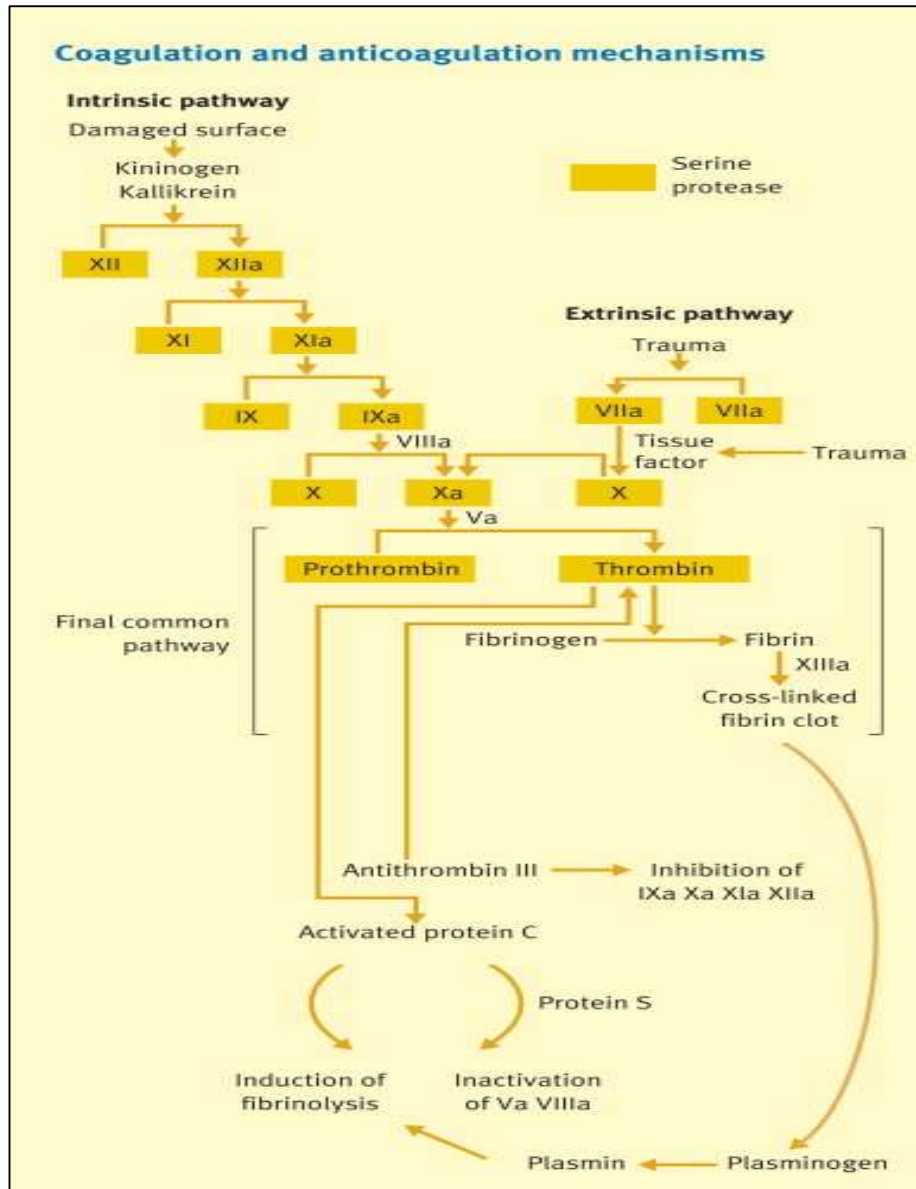 Coagulation and anticoagulation mechanisms
Intrinsic pathway
Damaged surface
Kininogen
Kallikrein
Serine
protease
XII
XIIa
XI
XIa
Extrinsic pathway
Trauma
IX
IXa
VIIa
VIIa
VIIIa
Tissue
factor
Trauma
X
Xa
X
Va
Prothrombin
Thrombin
Final common
pathway
Fibrinogen
Fibrin
XIIIa
Cross-linked
fibrin clot
Antithrombin III
Inhibition of
IXa Xa XIa XIIa
Activated protein C
Protein S
Induction of
fibrinolysis
Inactivation
of Va VIIIa
Plasmin
Plasminogen